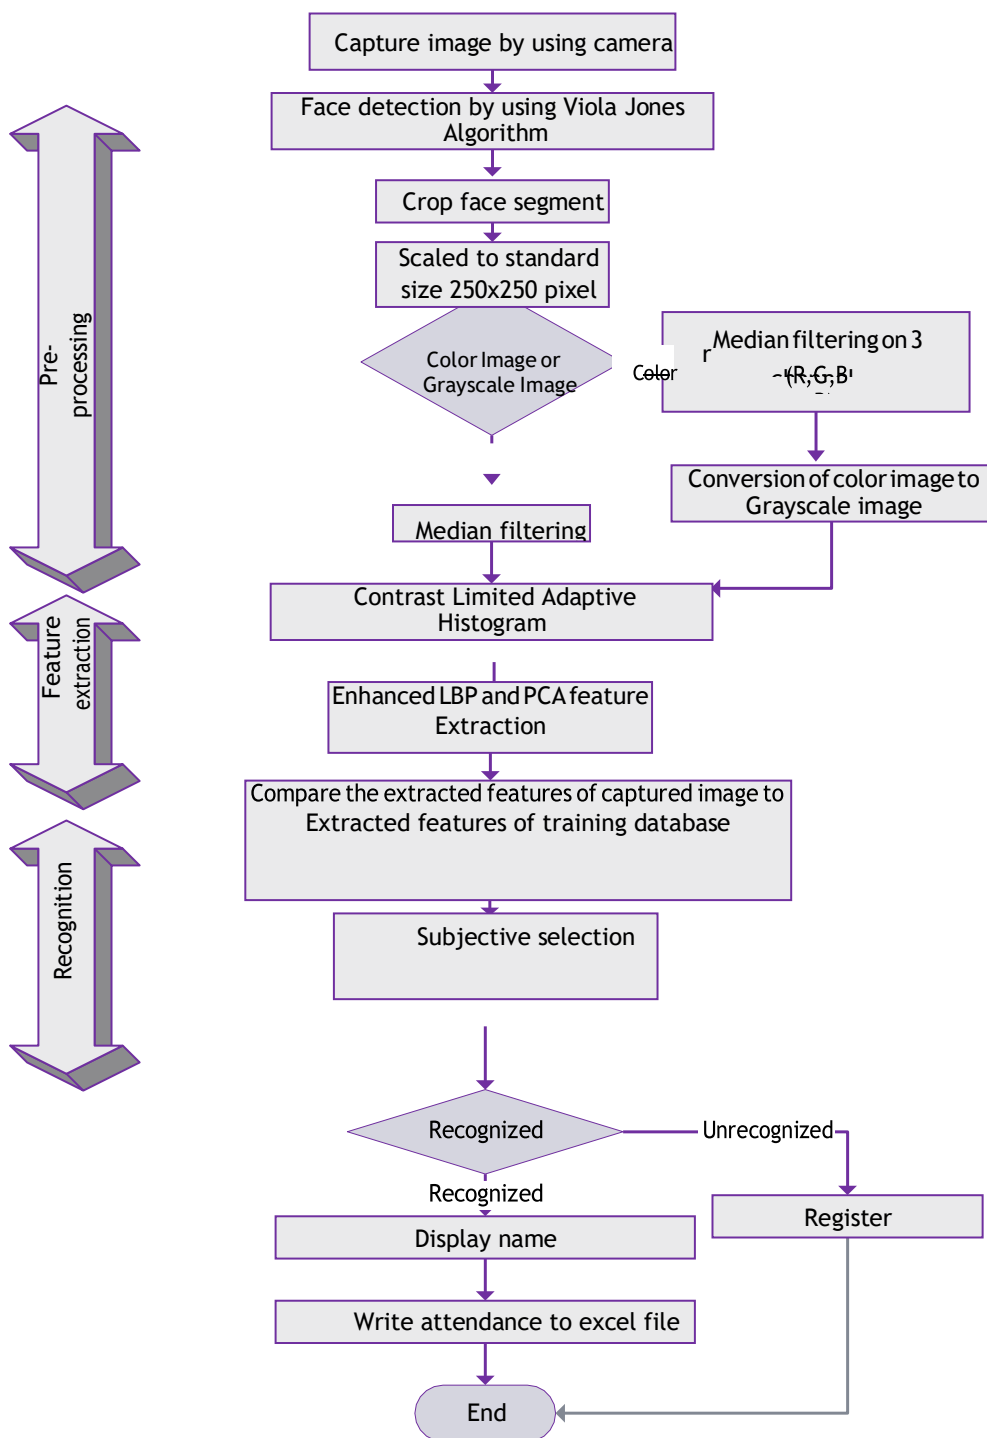 Capture image by using camera
Face detection by using Viola Jones
Algorithm
Crop face segment
Scaled to standard
size 250x250 pixel
Color Image or
Grayscale Image
Color
Median filtering on 3
r
(R,G,B
Conversion of color image to
Grayscale image
Median filtering
Contrast Limited Adaptive
Histogram
Enhanced LBP and PCA feature
Extraction
Compare the extracted features of captured image to
Extracted features of training database
Subjective selection
Recognized
Unrecognized
Recognized
Register
Display name
Write attendance to excel file
End
Pre-
processing
Feature
extraction
Recognition